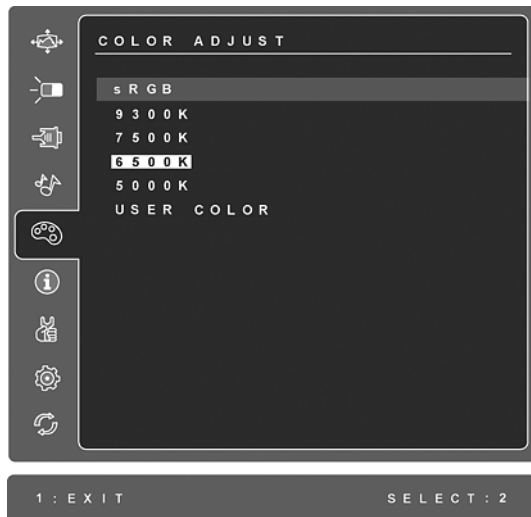 COLOR ADJUST
sRGB
9300K
7500K
6500K
5000K
USER COLOR
1:EXIT SELECT:2